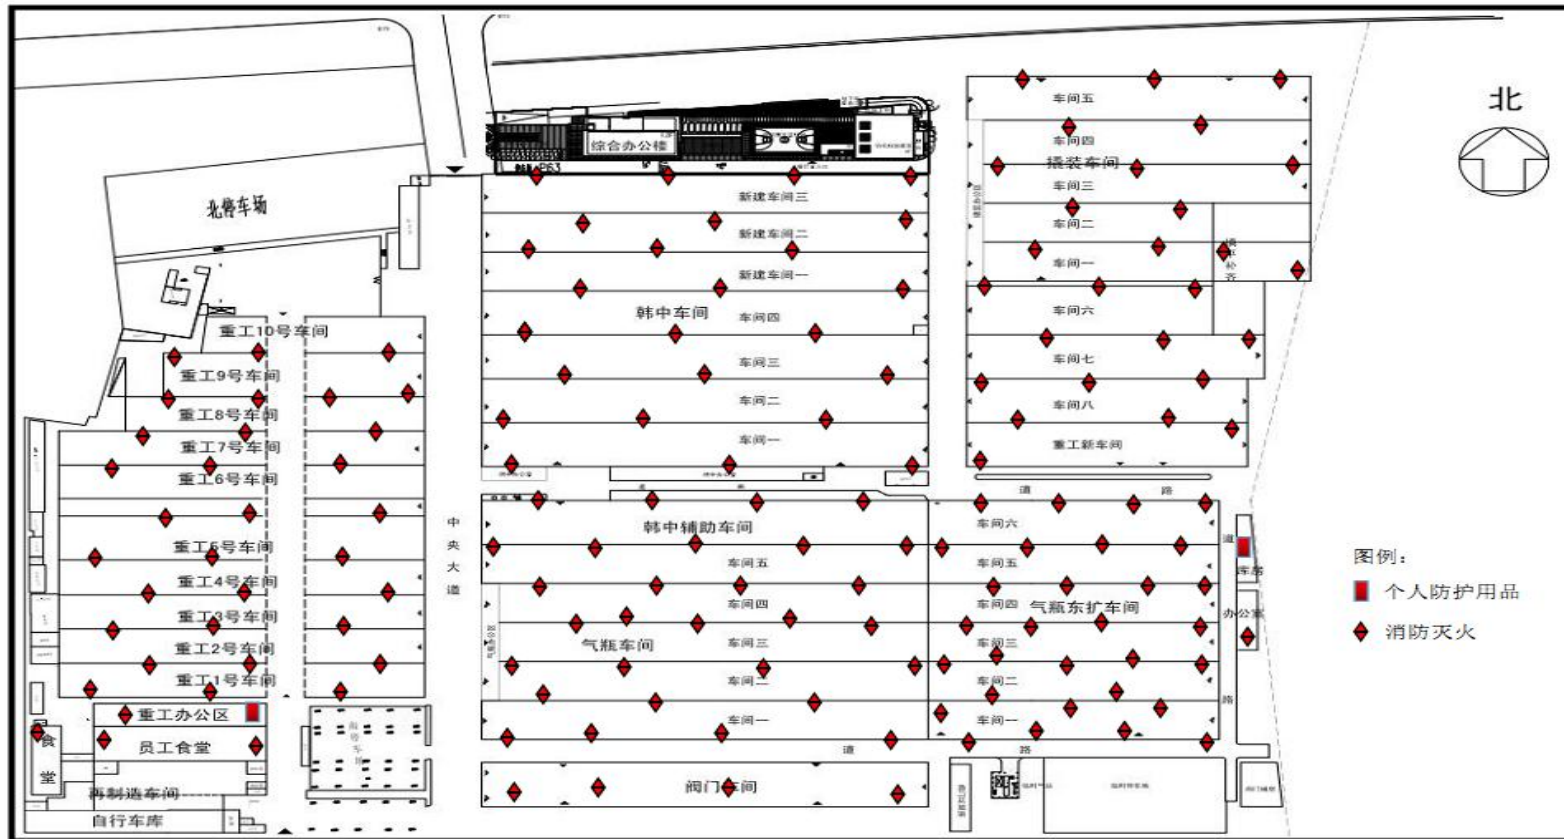 北
综合办公楼
P63
车间五
车间四
撬装车间
车间三
车间二
车间一
北停车场
新建车间三
新建车间二
新建车间一
韩中车间
车间四
车间三
车间二
车间一
车间六
车间七
车间八
重工新车间
重工10号车间
重工9号车间
重工8号车间
重工7号车间
重工6号车间
重工5号车间
重工4号车间
重工3号车间
重工2号车间
重工1号车间
中央大道
道 路
韩中辅助车间
车间五
车间四
气瓶车间
车间三
车间二
车间一
气瓶办公区
车间六
车间五
车间四
气瓶东扩车间
车间三
车间二
车间一
道
路
库房
办公室
图例：
个人防护用品
消防灭火
重工办公区
员工食堂
食堂
再制造车间
自行车库
道 路
阀门车间